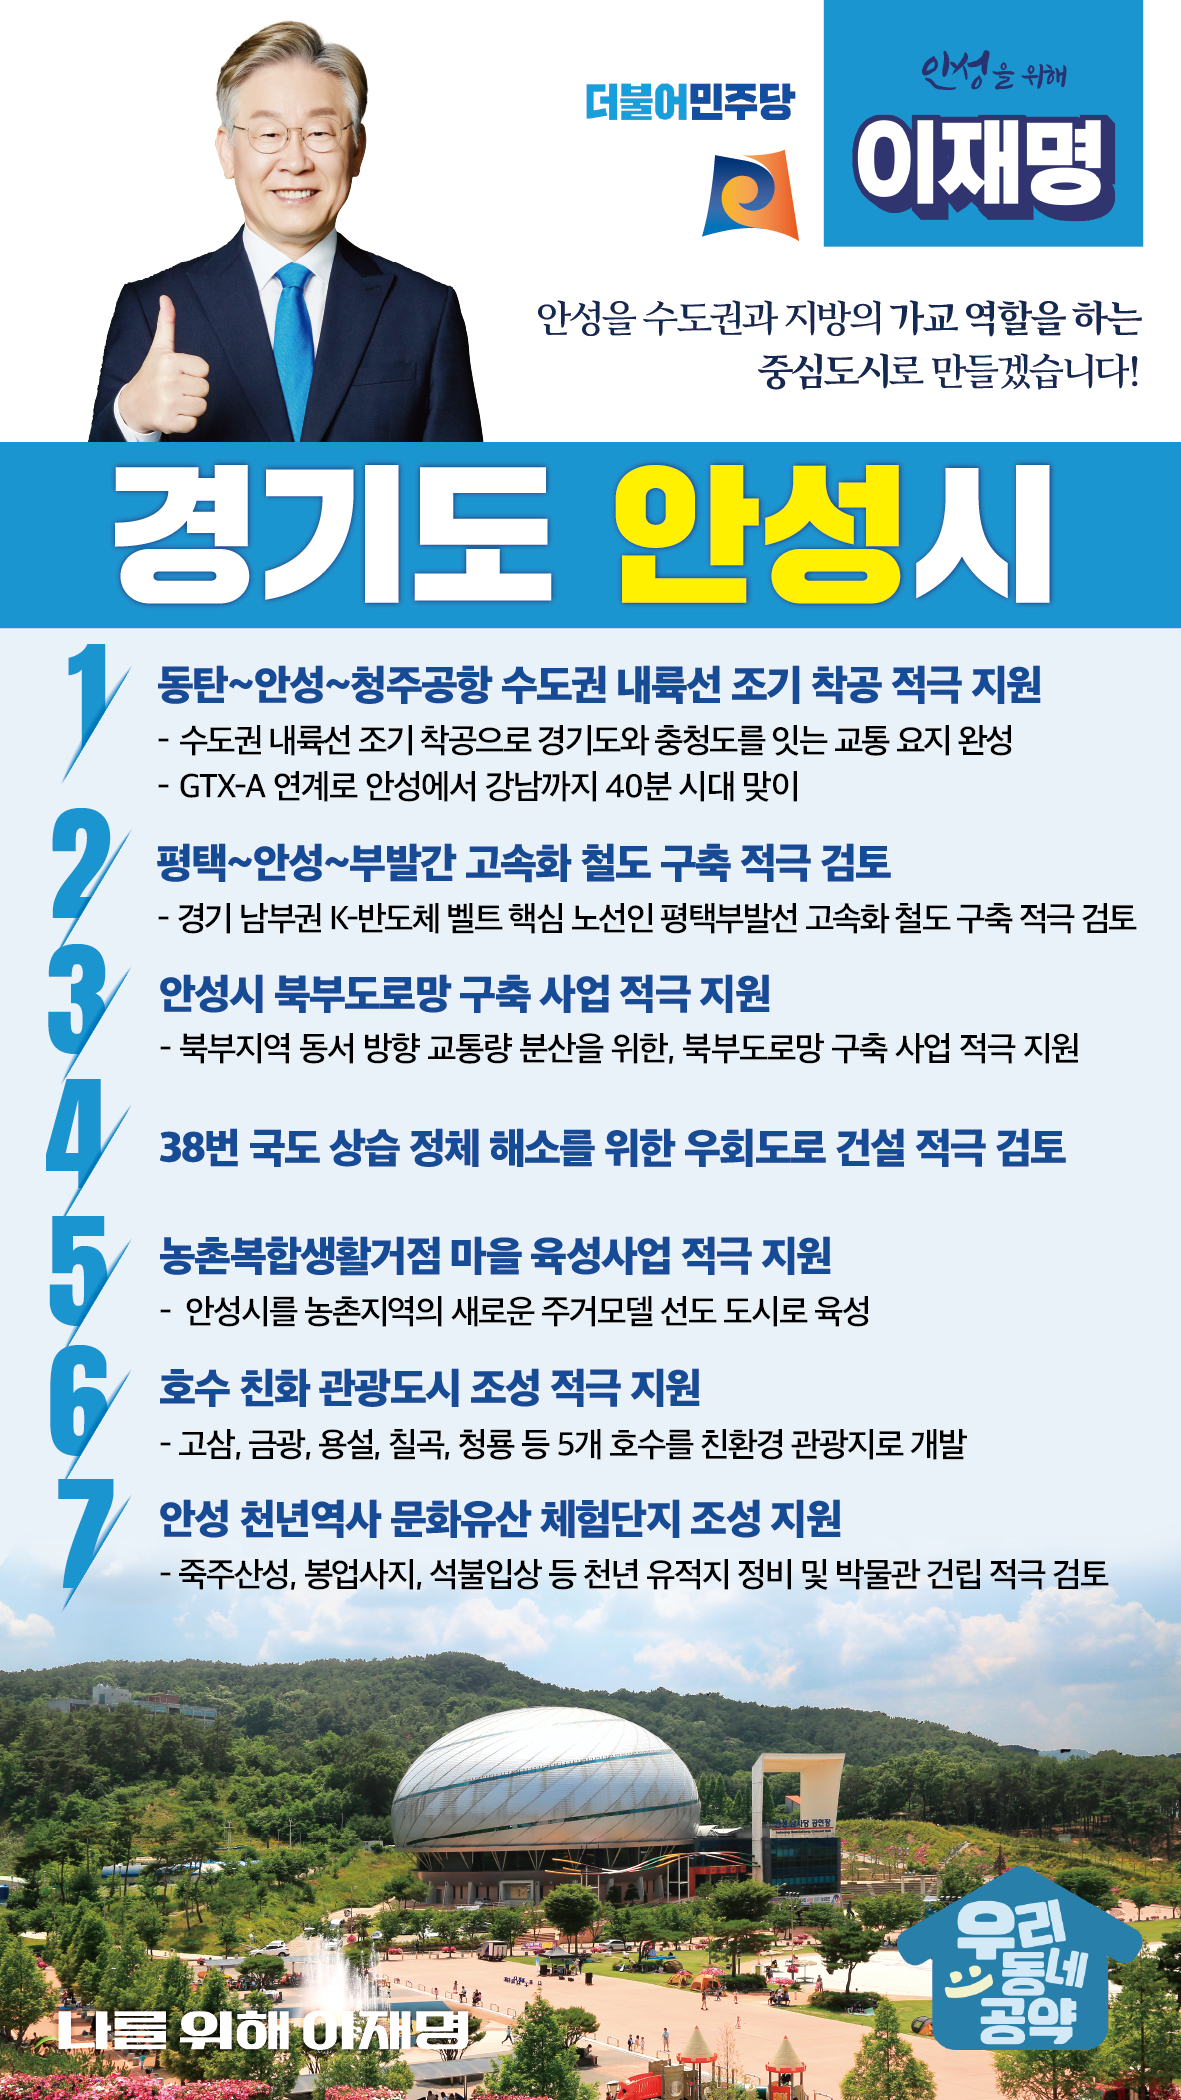 더불어민주당
안성을 위해
이재명
안성을 수도권과 지방의 가교 역할을 하는
중심도시로 만들겠습니다!
경기도 안성시
1
동탄~안성~청주공항 수도권 내륙선 조기 착공 적극 지원
- 수도권 내륙선 조기 착공으로 경기도와 충청도를 잇는 교통 요지 완성
- GTX-A 연계로 안성에서 강남까지 40분 시대 맞이
2
평택~안성~부발간 고속화 철도 구축 적극 검토
- 경기 남부권 K-반도체 벨트 핵심 노선인 평택부발선 고속화 철도 구축 적극 검토
3
안성시 북부도로망 구축 사업 적극 지원
- 북부지역 동서 방향 교통량 분산을 위한, 북부도로망 구축 사업 적극 지원
4
38번 국도 상습 정체 해소를 위한 우회도로 건설 적극 검토
5
농촌복합생활거점 마을 육성사업 적극 지원
- 안성시를 농촌지역의 새로운 주거모델 선도 도시로 육성
6
호수 친화 관광도시 조성 적극 지원
- 고삼, 금광, 용설, 칠곡, 청룡 등 5개 호수를 친환경 관광지로 개발
7
안성 천년역사 문화유산 체험단지 조성 지원
- 죽주산성, 봉업사지, 석불입상 등 천년 유적지 정비 및 박물관 건립 적극 검토
우리
동네
공약
나를 위해 이재명